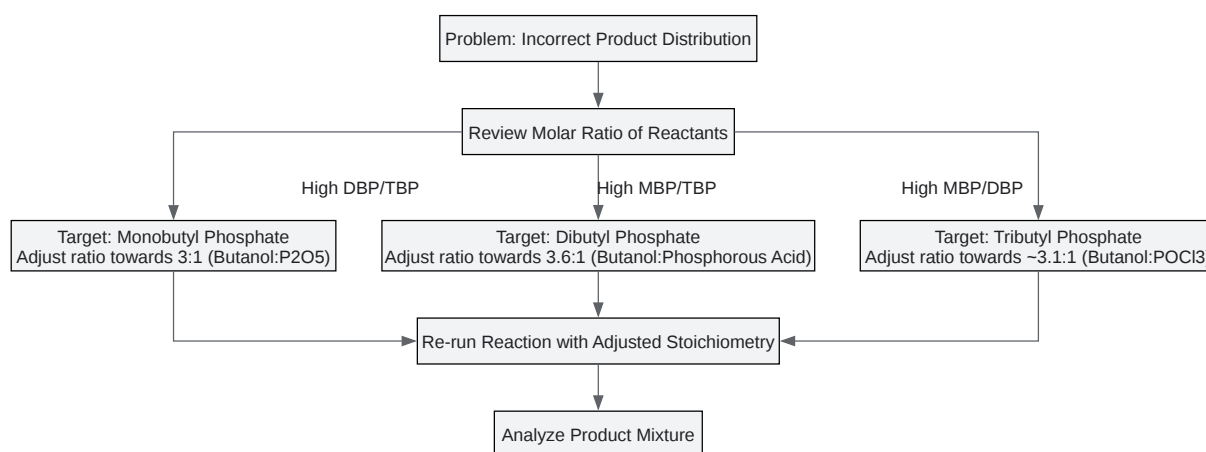 Problem: Incorrect Product Distribution
Review Molar Ratio of Reactants
High DBP/TBP
High MBP/TBP
High MBP/DBP
Target: Monobutyl Phosphate
Adjust ratio towards 3:1 (Butanol:P2O5)
Target: Dibutyl Phosphate
Adjust ratio towards 3.6:1 (Butanol:Phosphorous Acid)
Target: Tributyl Phosphate
Adjust ratio towards ~3.1:1 (Butanol:POCl3)
Re-run Reaction with Adjusted Stoichiometry
Analyze Product Mixture